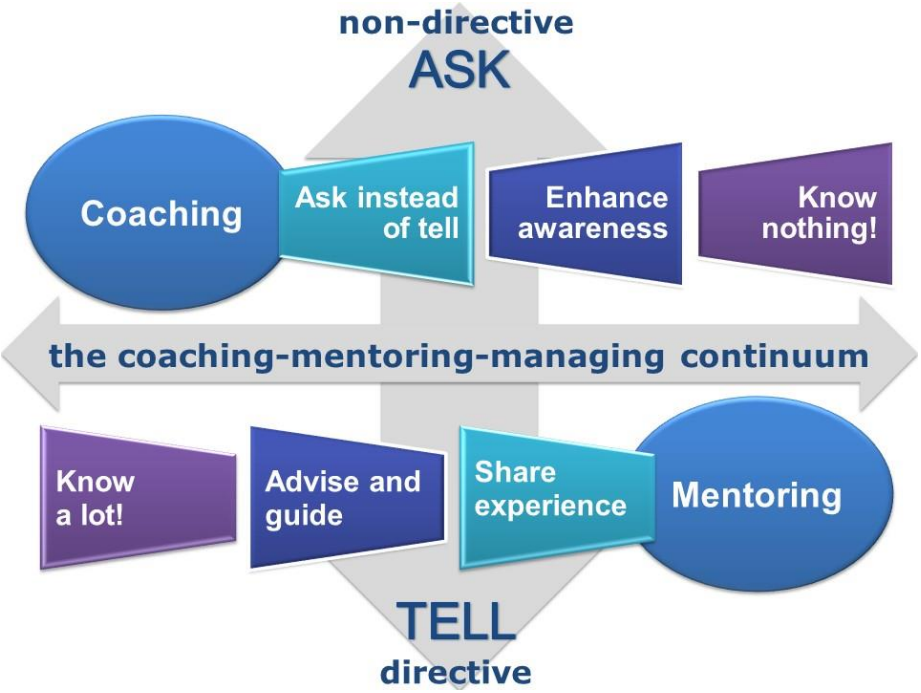 non-directive
ASK
Coaching
Ask instead
of tell
Enhance
awareness
Know
nothing!
the coaching-mentoring-managing continuum
Know
a lot!
Advise and
guide
Share
experience
Mentoring
TELL
directive